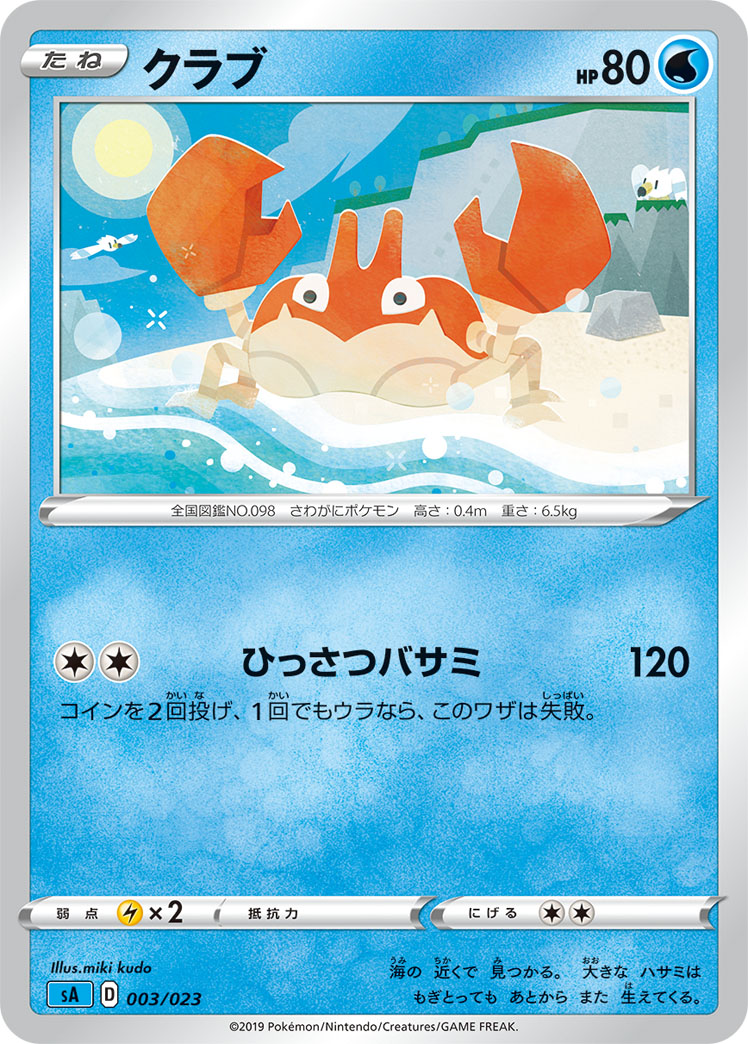 たね クラブ HP 80
全国図鑑NO.098 さわがにポケモン 高さ:0.4m 重さ:6.5kg
ひっさつバサミ 120
コインを2回投げ、1回でもウラなら、このワザは失敗。
弱点 ×2 抵抗力 にげる
Illus.miki kudo
海の 近くで 見つかる。 大きな ハサミは
もぎとっても あとから また 生えてくる。
sA D 003/023
©2019 Pokémon/Nintendo/Creatures/GAME FREAK.